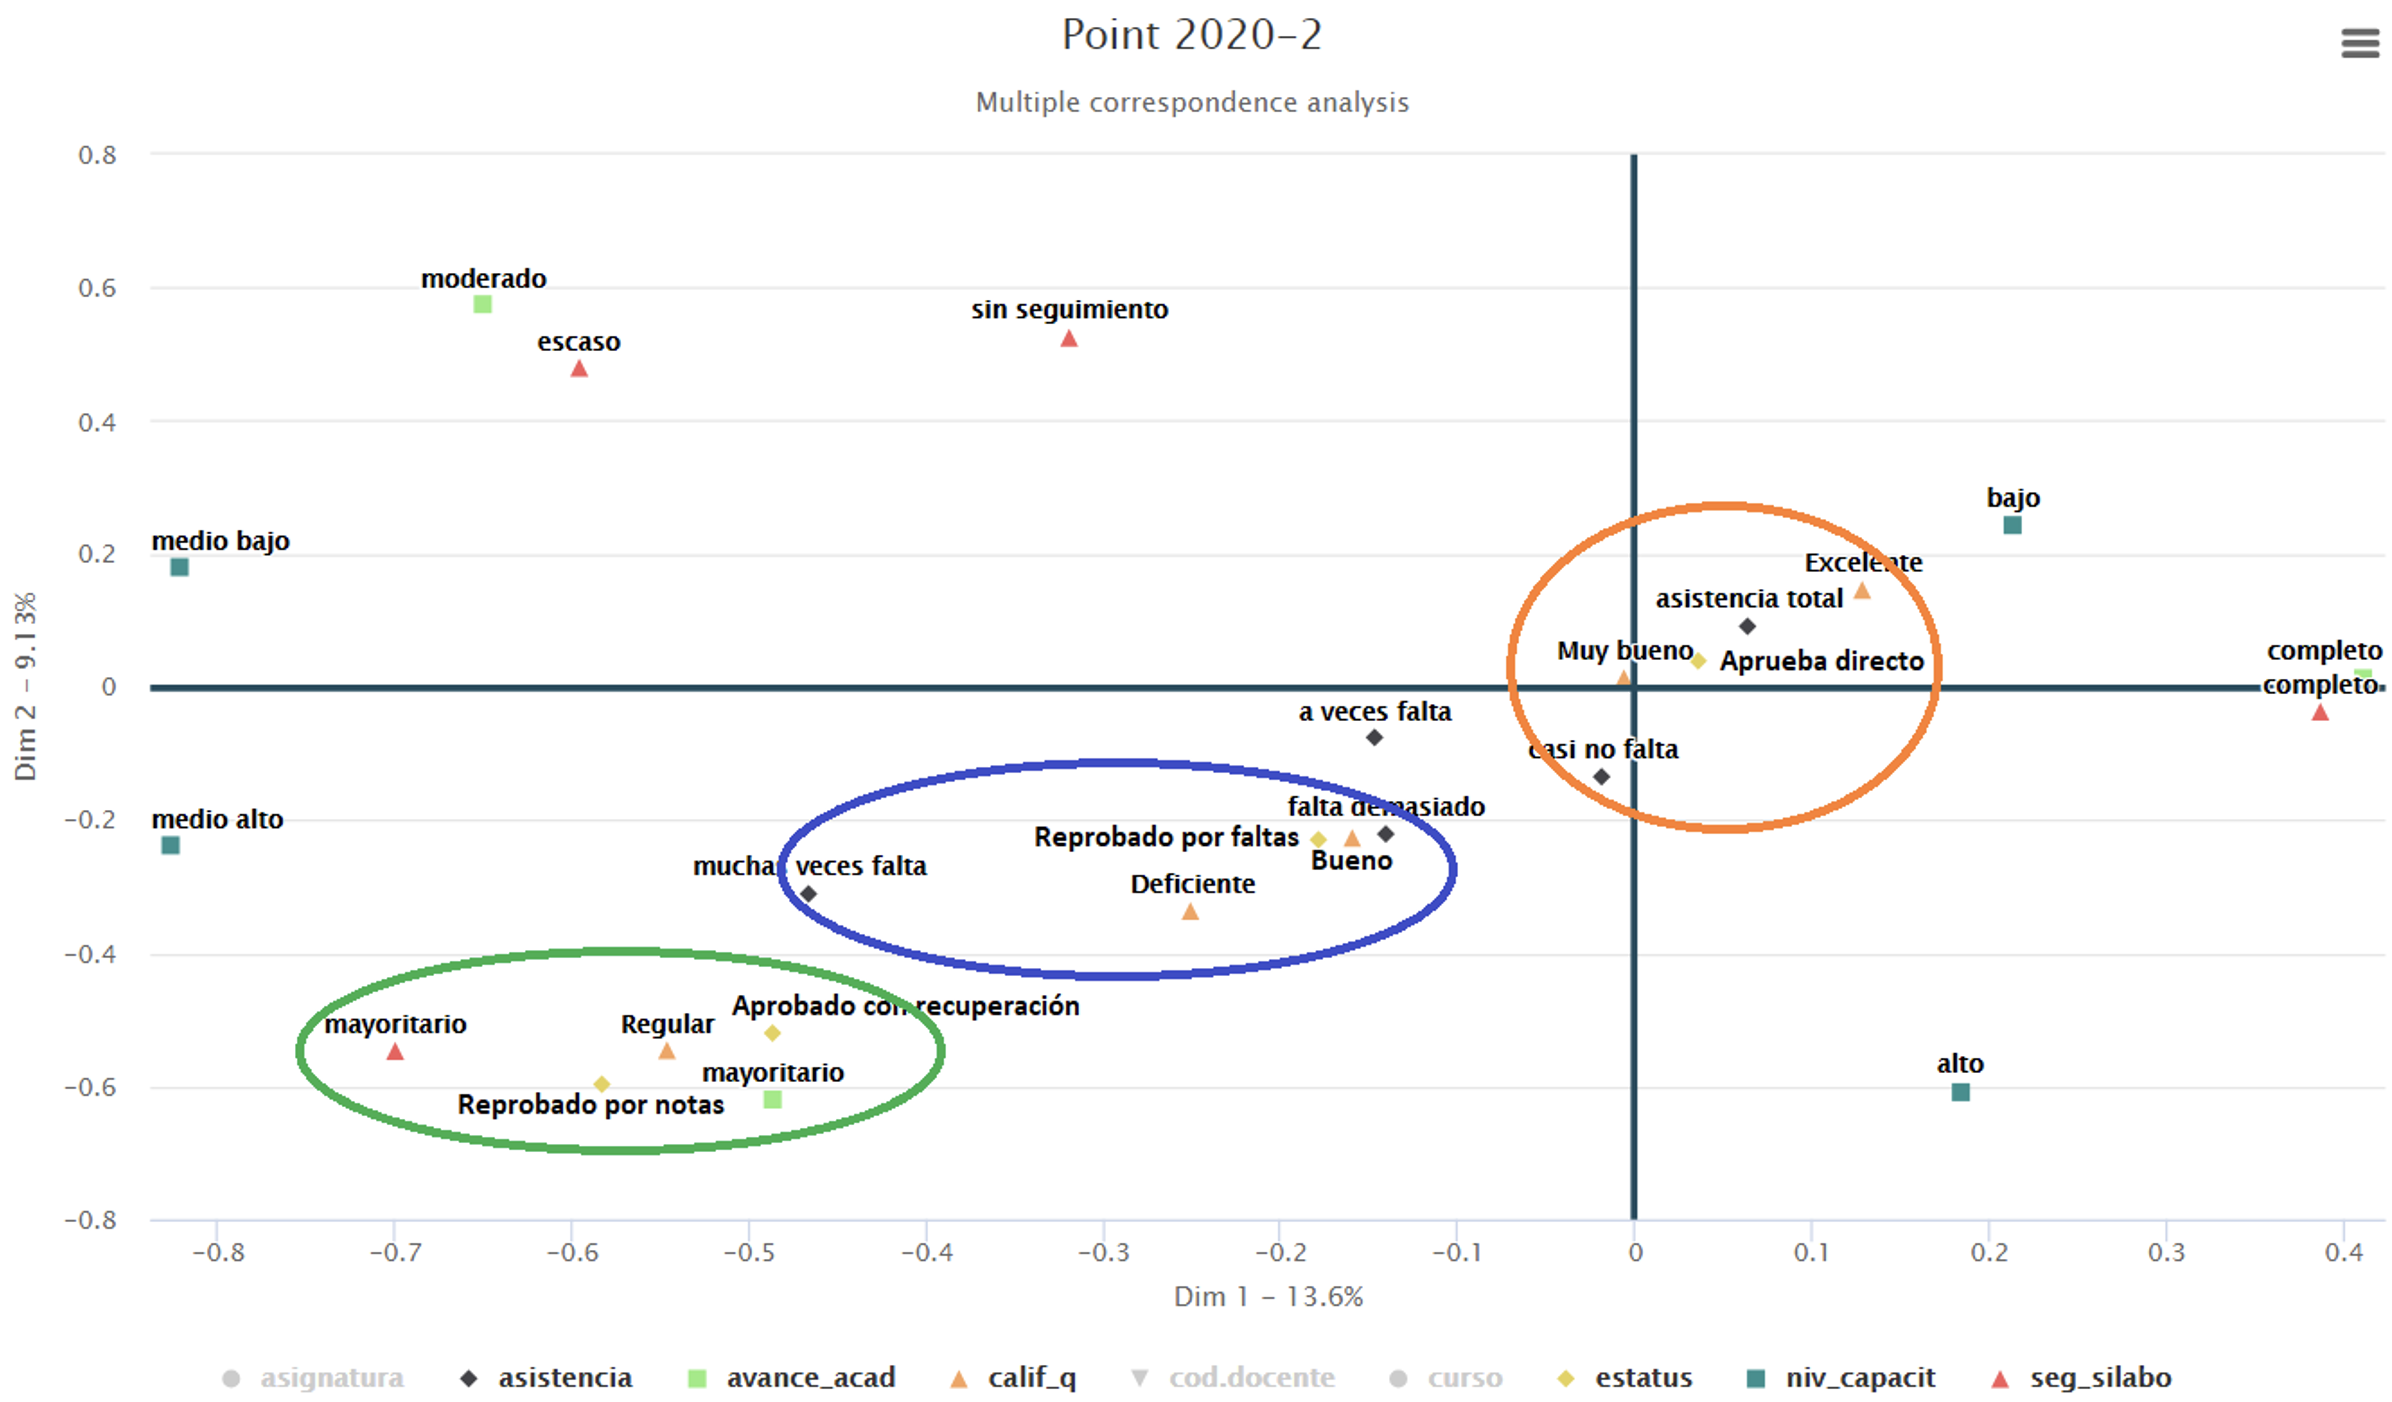 Point 2020-2
Multiple correspondence analysis
0.8
0.6
0.4
0.2
0
-0.2
-0.4
-0.6
-0.8
Dim 2 - 9.13%
moderado
sin seguimiento
escaso
bajo
medio bajo
Excelente
asistencia total
Muy bueno
Aprueba directo
completo
completo
a veces falta
casi no falta
falta demasiado
medio alto
Reprobado por faltas
Bueno
muchas veces falta
Deficiente
Aprobado con recuperación
mayoritario
Regular
alto
mayoritario
Reprobado por notas
-0.8 -0.7 -0.6 -0.5 -0.4 -0.3 -0.2 -0.1 0 0.1 0.2 0.3 0.4
Dim 1 - 13.6%
asignatura asistencia avance_acad calif_q cod.docente curso estatus niv_capacit seg_silabo